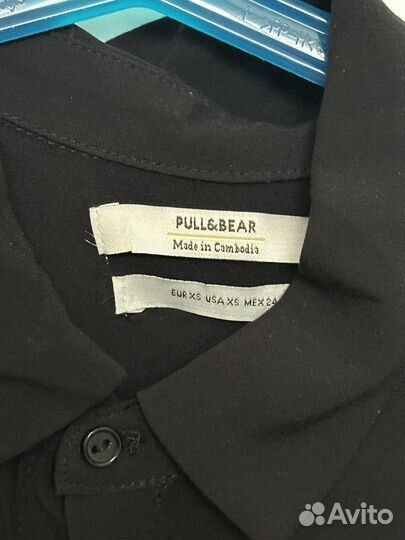 PULL&BEAR
Made in Cambodia
EUR XS USA XS MEX 24
Avito